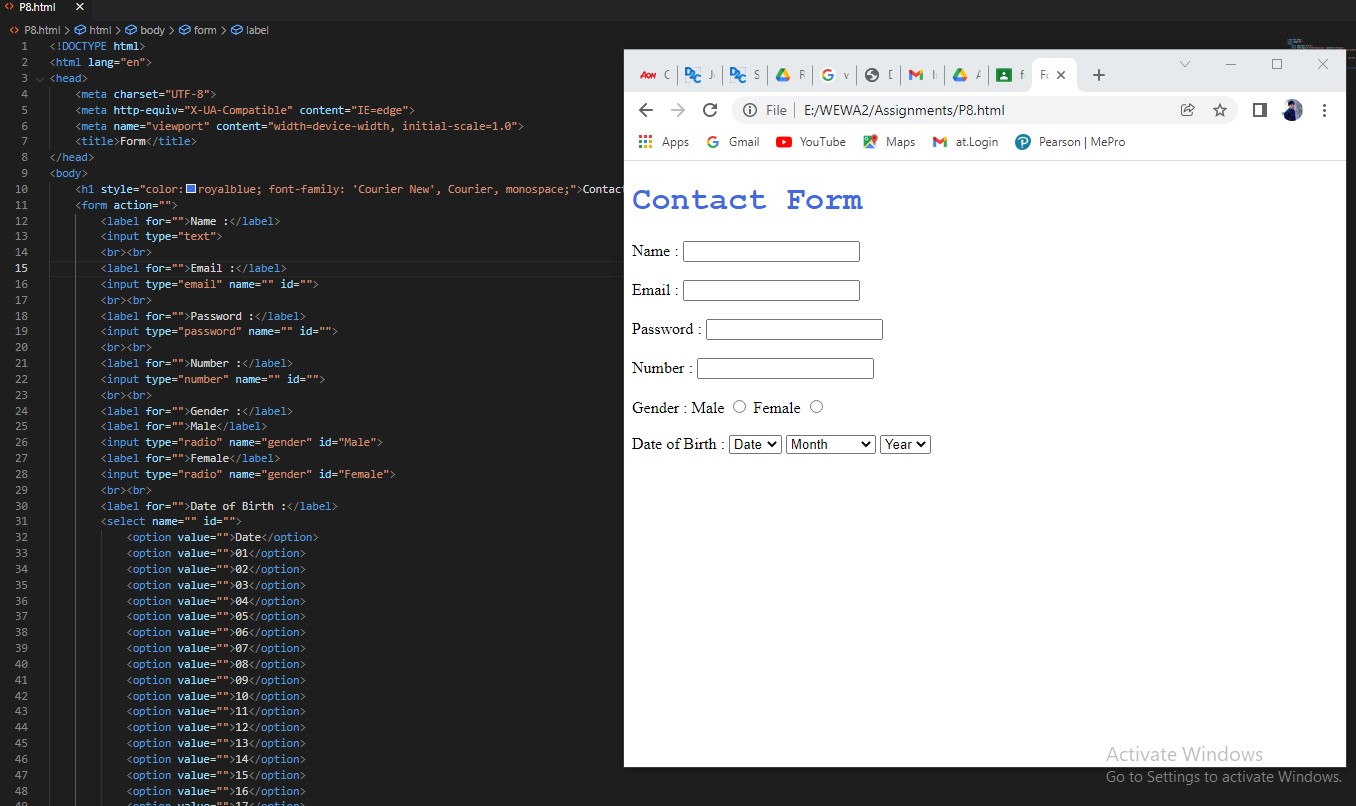 P8.html
P8.html > html > body > form > label
1 <!DOCTYPE html>
2 <html lang="en">
3 <head>
4 <meta charset="UTF-8">
5 <meta http-equiv="X-UA-Compatible" content="IE=edge">
6 <meta name="viewport" content="width=device-width, initial-scale=1.0">
7 <title>Form</title>
8 </head>
9 <body>
10 <h1 style="color:royalblue; font-family: 'Courier New', Courier, monospace;">Contac
11 <form action="">
12 <label for="">Name :</label>
13 <input type="text">
14 <br><br>
15 <label for="">Email :</label>
16 <input type="email" name="" id="">
17 <br><br>
18 <label for="">Password :</label>
19 <input type="password" name="" id="">
20 <br><br>
21 <label for="">Number :</label>
22 <input type="number" name="" id="">
23 <br><br>
24 <label for="">Gender :</label>
25 <label for="">Male</label>
26 <input type="radio" name="gender" id="Male">
27 <label for="">Female</label>
28 <input type="radio" name="gender" id="Female">
29 <br><br>
30 <label for="">Date of Birth :</label>
31 <select name="" id="">
32 <option value="">Date</option>
33 <option value="">01</option>
34 <option value="">02</option>
35 <option value="">03</option>
36 <option value="">04</option>
37 <option value="">05</option>
38 <option value="">06</option>
39 <option value="">07</option>
40 <option value="">08</option>
41 <option value="">09</option>
42 <option value="">10</option>
43 <option value="">11</option>
44 <option value="">12</option>
45 <option value="">13</option>
46 <option value="">14</option>
47 <option value="">15</option>
48 <option value="">16</option>
49 <option value="">17</option>
File | E:/WEWA2/Assignments/P8.html
Apps Gmail YouTube Maps at.Login Pearson | MePro
Contact Form
Name :
Email :
Password :
Number :
Gender : Male Female
Date of Birth : Date Month Year
Activate Windows
Go to Settings to activate Windows.